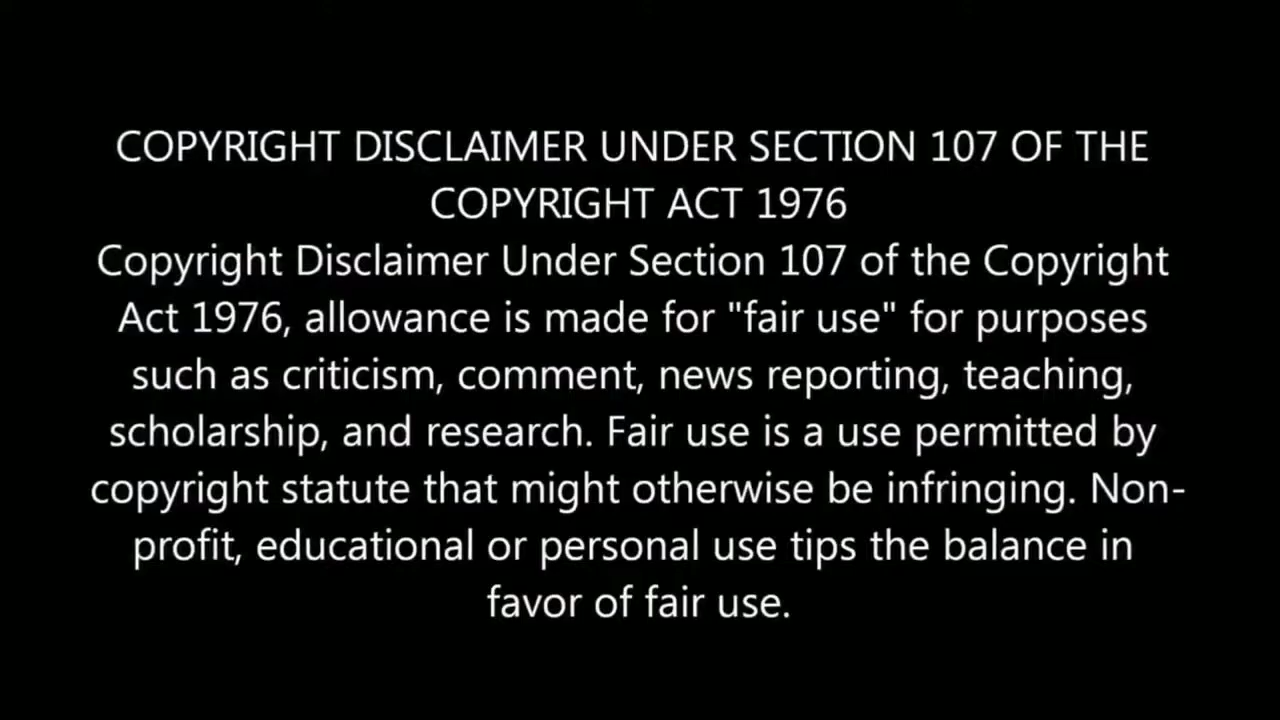 COPYRIGHT DISCLAIMER UNDER SECTION 107 OF THE
COPYRIGHT ACT 1976
Copyright Disclaimer Under Section 107 of the Copyright
Act 1976, allowance is made for "fair use" for purposes
such as criticism, comment, news reporting, teaching,
scholarship, and research. Fair use is a use permitted by
copyright statute that might otherwise be infringing. Non-
profit, educational or personal use tips the balance in
favor of fair use.